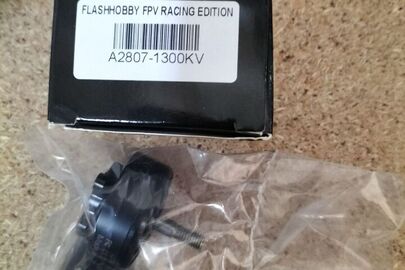 FLASHHOBBY FPV RACING EDITION
A2807-1300KV